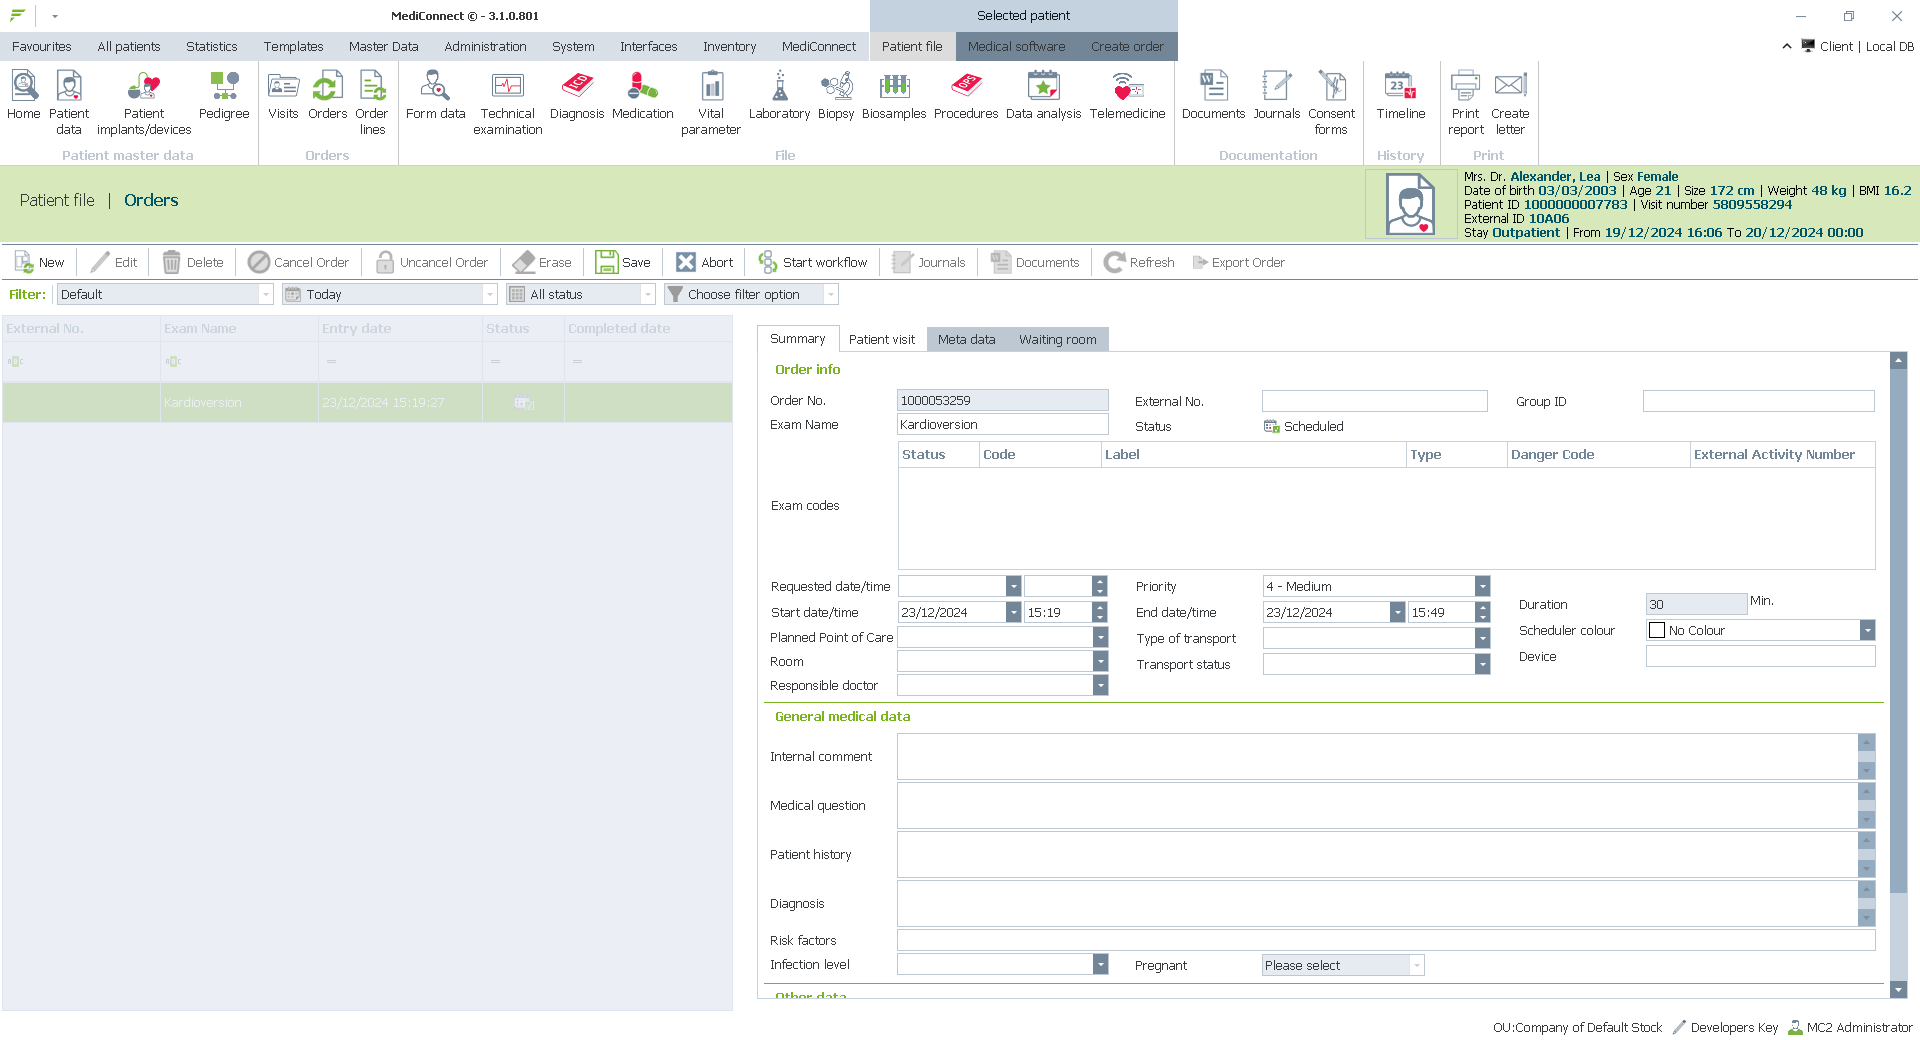 MediConnect © - 3.1.0.801
Selected patient
Favourites All patients Statistics Templates Master Data Administration System Interfaces Inventory MediConnect Patient file Medical software Create order
Client | Local DB
Home Patient data Patient implants/devices Pedigree Visits Orders Order lines Form data Technical examination Diagnosis Medication Vital parameter Laboratory Biopsy Biosamples Procedures Data analysis Telemedicine Documents Journals Consent forms Timeline Print report Create letter
Patient master data Orders File Documentation History Print
Patient file | Orders
Mrs. Dr. Alexander, Lea | Sex Female
Date of birth 03/03/2003 | Age 21 | Size 172 cm | Weight 48 kg | BMI 16.2
Patient ID 1000000007783 | Visit number 5809558294
External ID 10A06
Stay Outpatient | From 19/12/2024 16:06 To 20/12/2024 00:00
New Edit Delete Cancel Order Uncancel Order Erase Save Abort Start workflow Journals Documents Refresh Export Order
Filter: Default Today All status Choose filter option
External No. Exam Name Entry date Status Completed date
Kardioversion 23/12/2024 15:19:27
Summary Patient visit Meta data Waiting room
Order info
Order No. 1000053259 External No. Group ID
Exam Name Kardioversion Status Scheduled
Status Code Label Type Danger Code External Activity Number
Exam codes
Requested date/time Priority 4 - Medium
Start date/time 23/12/2024 15:19 End date/time 23/12/2024 15:49 Duration 30 Min.
Planned Point of Care Type of transport Scheduler colour No Colour
Room Transport status Device
Responsible doctor
General medical data
Internal comment
Medical question
Patient history
Diagnosis
Risk factors
Infection level Pregnant Please select
Other data
OU:Company of Default Stock Developers Key MC2 Administrator